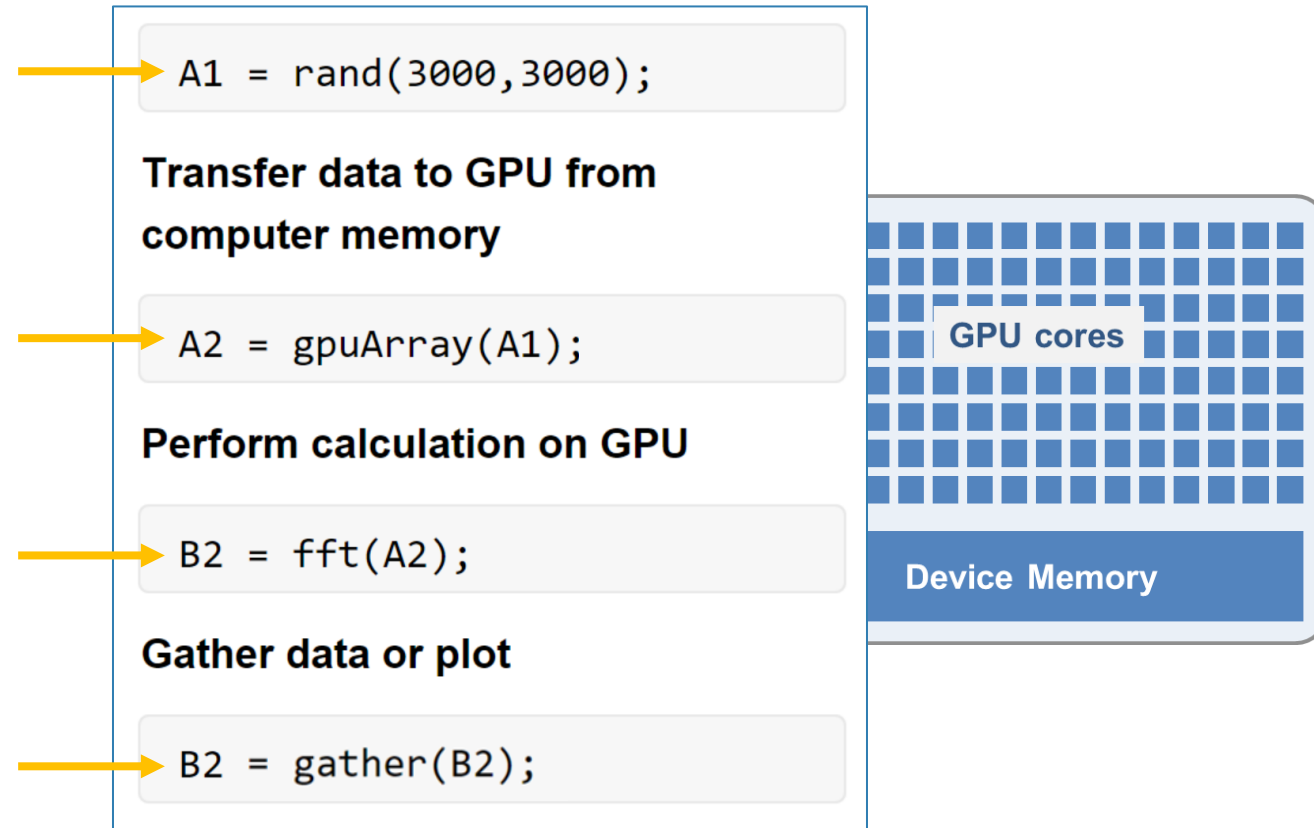 A1 = rand(3000,3000);
Transfer data to GPU from
computer memory
A2 = gpuArray(A1);
Perform calculation on GPU
B2 = fft(A2);
Gather data or plot
B2 = gather(B2);
GPU cores
Device Memory